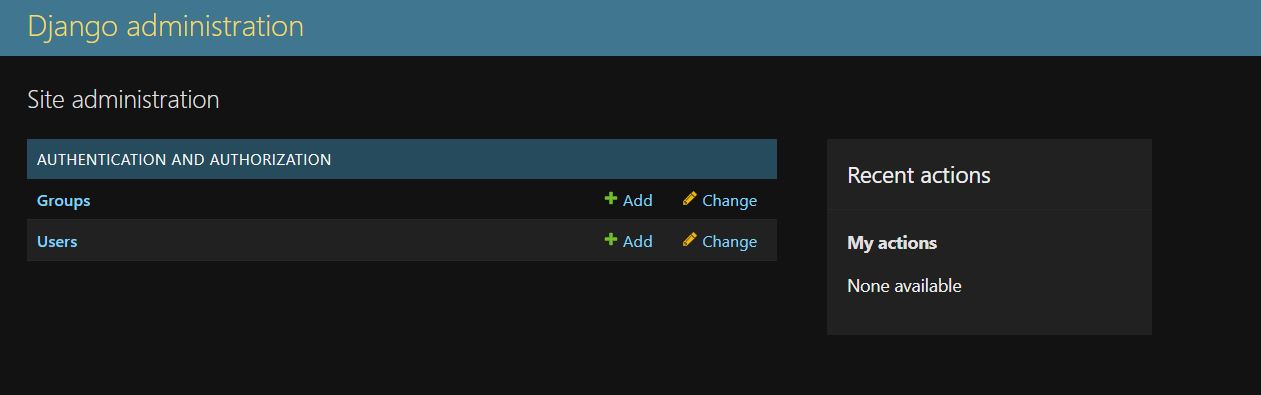 Django administration
Site administration
AUTHENTICATION AND AUTHORIZATION
Groups Add Change
Users Add Change
Recent actions
My actions
None available